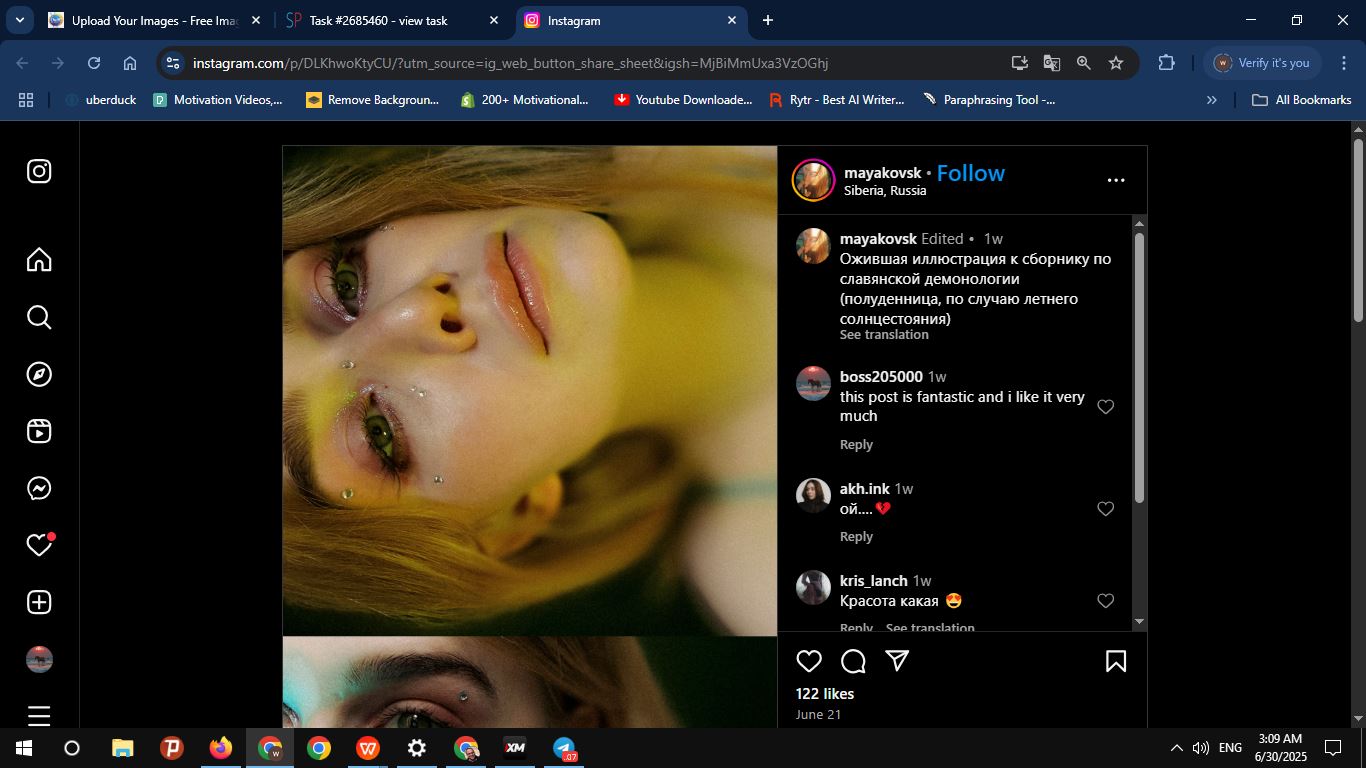 Upload Your Images - Free Imag
Task #2685460 - view task
Instagram
instagram.com/p/DLKhwoKtyCU/?utm_source=ig_web_button_share_sheet&igsh=MjBiMmUxa3VzOGhj
Verify it's you
uberduck
Motivation Videos,...
Remove Backgroun...
200+ Motivational...
Youtube Downloade...
Rytr - Best AI Writer...
Paraphrasing Tool -...
All Bookmarks
mayakovsk • Follow
Siberia, Russia
mayakovsk Edited • 1w
Ожившая иллюстрация к сборнику по
славянской демонологии
(полуденница, по случаю летнего
солнцестояния)
See translation
boss205000 1w
this post is fantastic and i like it very
much
Reply
akh.ink 1w
ой....💔
Reply
kris_lanch 1w
Красота какая 😍
Reply See translation
122 likes
June 21
ENG
3:09 AM
6/30/2025